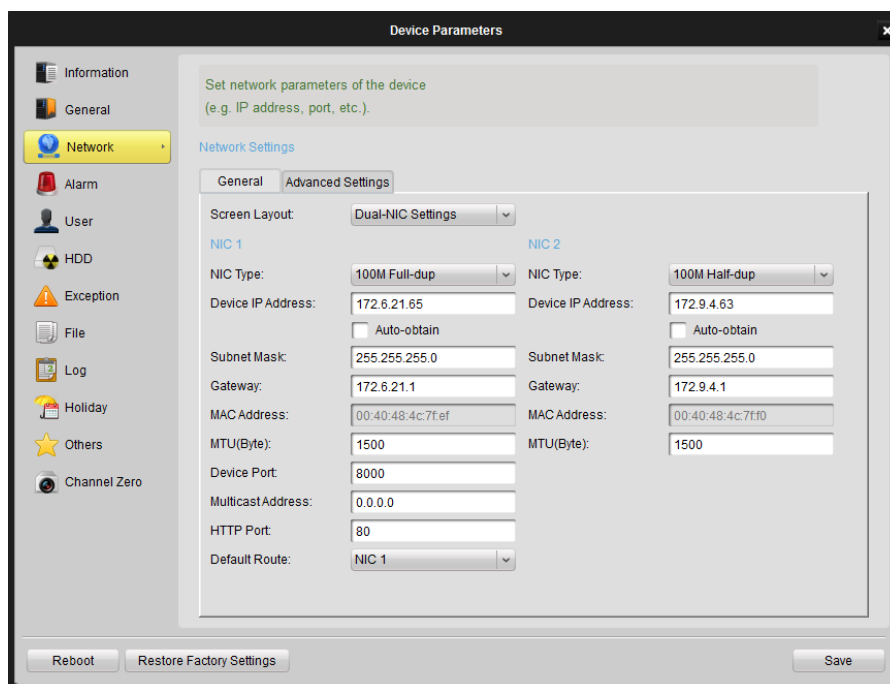 Device Parameters
Information
General
Network
Alarm
User
HDD
Exception
File
Log
Holiday
Others
Channel Zero
Set network parameters of the device
(e.g. IP address, port, etc.).
Network Settings
General Advanced Settings
Screen Layout: Dual-NIC Settings
NIC 1 NIC 2
NIC Type: 100M Full-dup NIC Type: 100M Half-dup
Device IP Address: 172.6.21.65 Device IP Address: 172.9.4.63
Auto-obtain Auto-obtain
Subnet Mask: 255.255.255.0 Subnet Mask: 255.255.255.0
Gateway: 172.6.21.1 Gateway: 172.9.4.1
MAC Address: 00:40:48:4c:7f:ef MAC Address: 00:40:48:4c:7f:f0
MTU(Byte): 1500 MTU(Byte): 1500
Device Port: 8000
Multicast Address: 0.0.0.0
HTTP Port: 80
Default Route: NIC 1
Reboot Restore Factory Settings Save